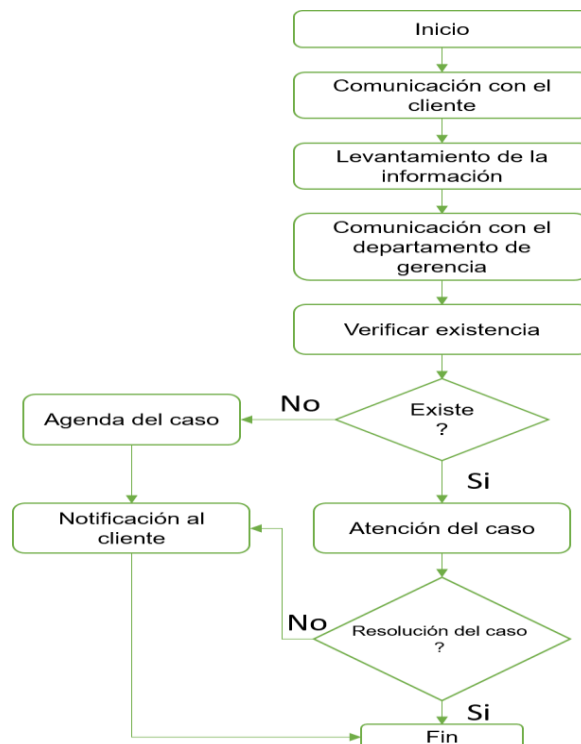 Inicio
Comunicación con el
cliente
Levantamiento de la
información
Comunicación con el
departamento de
gerencia
Verificar existencia
Existe
?
No
Agenda del caso
Si
Notificación al
cliente
Atención del caso
No
Resolución del caso
?
Si
Fin